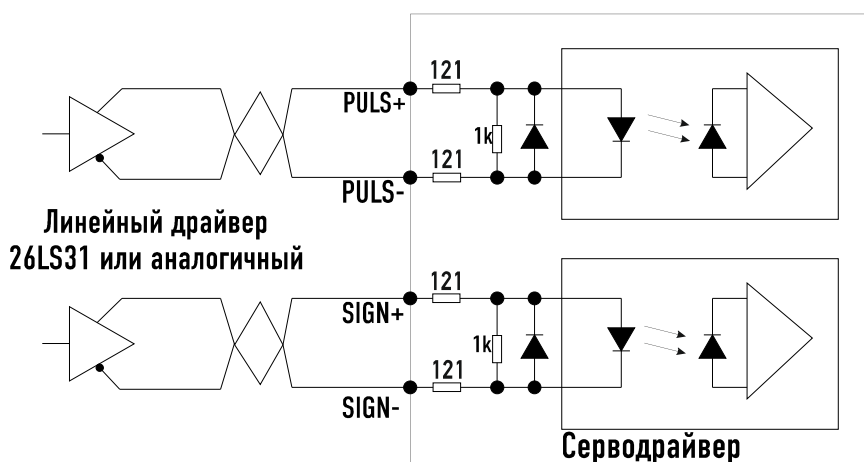 121
PULS+
1k
121
PULS-
Линейный драйвер
26LS31 или аналогичный
121
SIGN+
1k
121
SIGN-
Серводрайвер